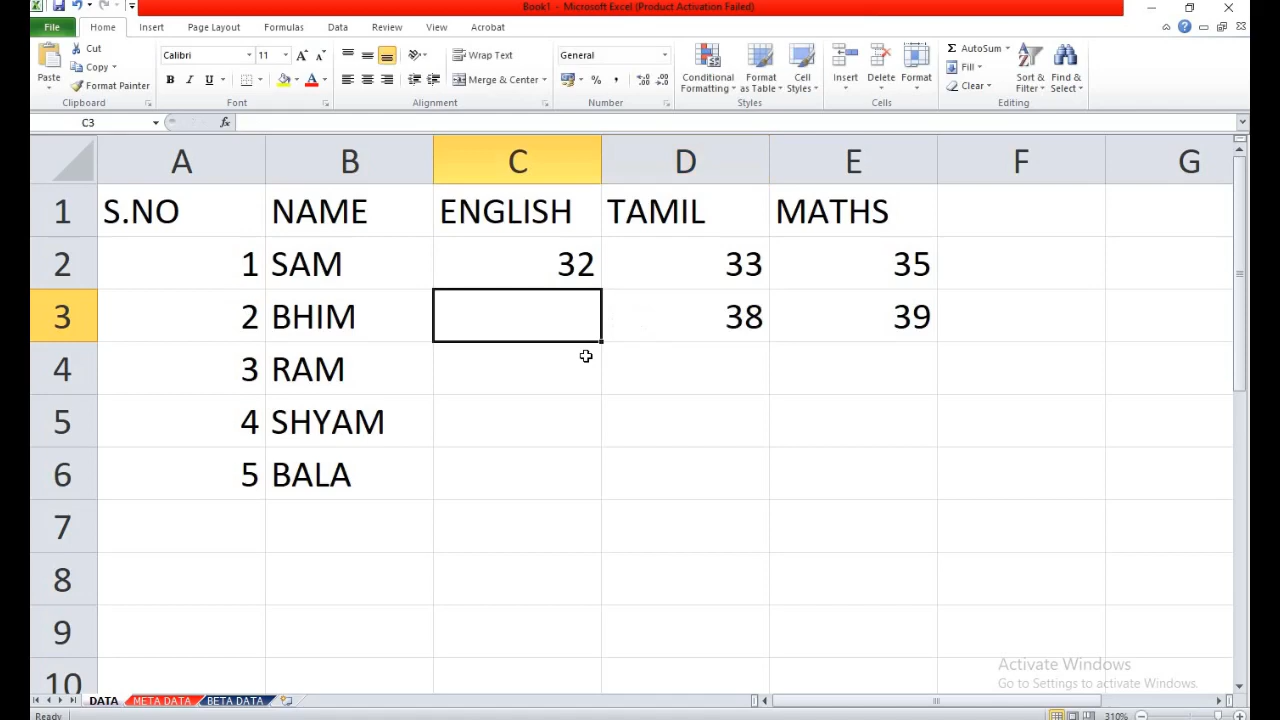 Book1 - Microsoft Excel (Product Activation Failed)
File Home Insert Page Layout Formulas Data Review View Acrobat
Paste Cut Copy Format Painter Clipboard
Calibri 11 B I U Font
Wrap Text Merge & Center Alignment
General % , Number
Conditional Formatting Format as Table Cell Styles Styles
Insert Delete Format Cells
Σ AutoSum Fill Clear Sort & Filter Find & Select Editing
C3 fx
A B C D E F G
1 S.NO NAME ENGLISH TAMIL MATHS
2 1 SAM 32 33 35
3 2 BHIM 38 39
4 3 RAM
5 4 SHYAM
6 5 BALA
7
8
9
10
Activate Windows
Go to Settings to activate Windows.
DATA META DATA BETA DATA
Ready 310%